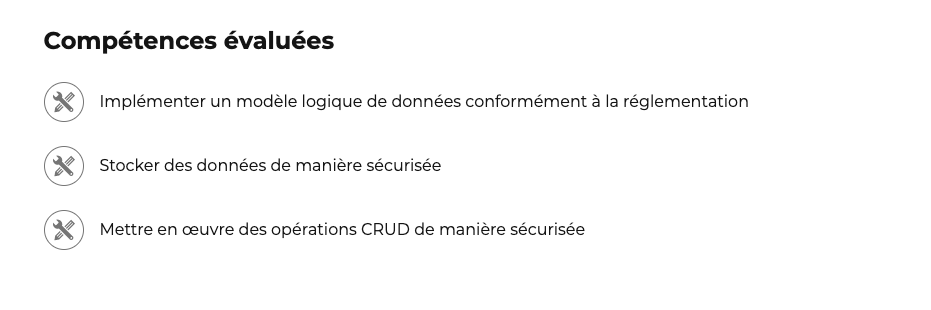 Compétences évaluées
Implémenter un modèle logique de données conformément à la réglementation
Stocker des données de manière sécurisée
Mettre en œuvre des opérations CRUD de manière sécurisée